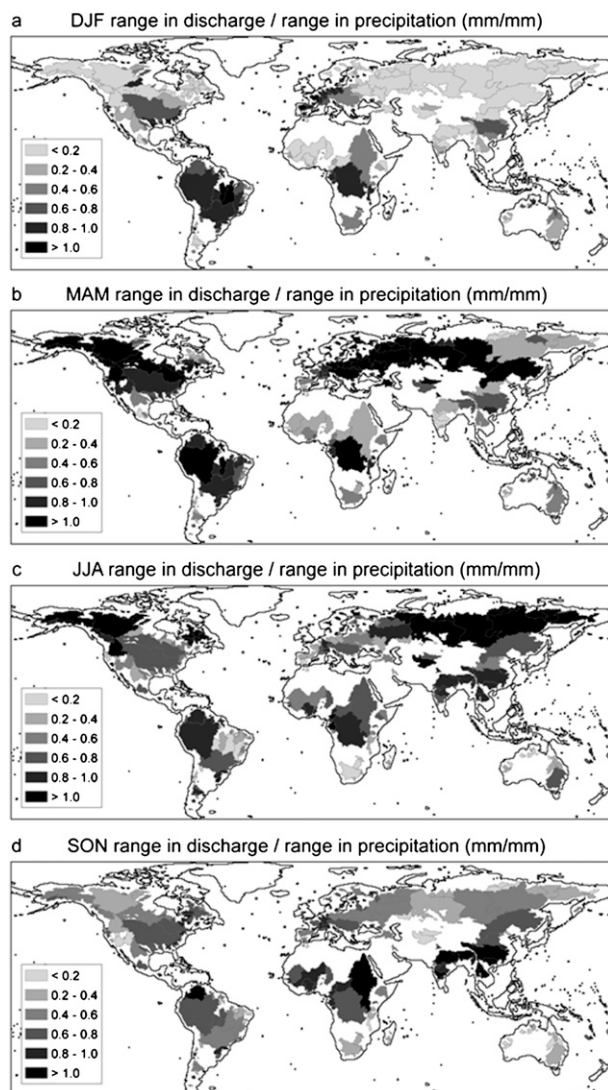 a DJF range in discharge / range in precipitation (mm/mm)
< 0.2
0.2 - 0.4
0.4 - 0.6
0.6 - 0.8
0.8 - 1.0
> 1.0
b MAM range in discharge / range in precipitation (mm/mm)
< 0.2
0.2 - 0.4
0.4 - 0.6
0.6 - 0.8
0.8 - 1.0
> 1.0
c JJA range in discharge / range in precipitation (mm/mm)
< 0.2
0.2 - 0.4
0.4 - 0.6
0.6 - 0.8
0.8 - 1.0
> 1.0
d SON range in discharge / range in precipitation (mm/mm)
< 0.2
0.2 - 0.4
0.4 - 0.6
0.6 - 0.8
0.8 - 1.0
> 1.0